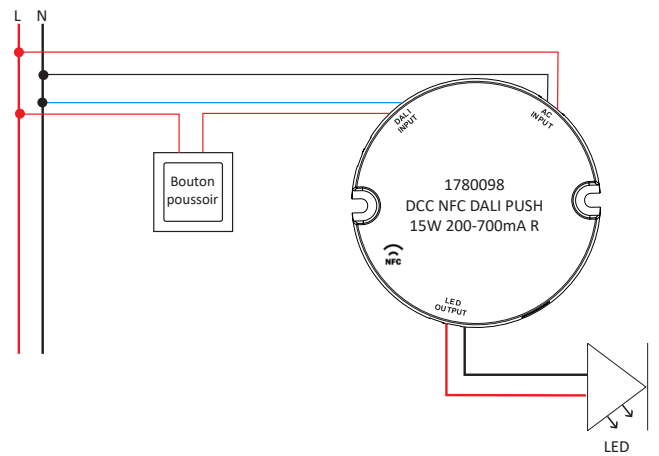 L N
DALI
INPUT
AC
INPUT
Bouton
poussoir
1780098
DCC NFC DALI PUSH
15W 200-700mA R
NFC
LED
OUTPUT
LED